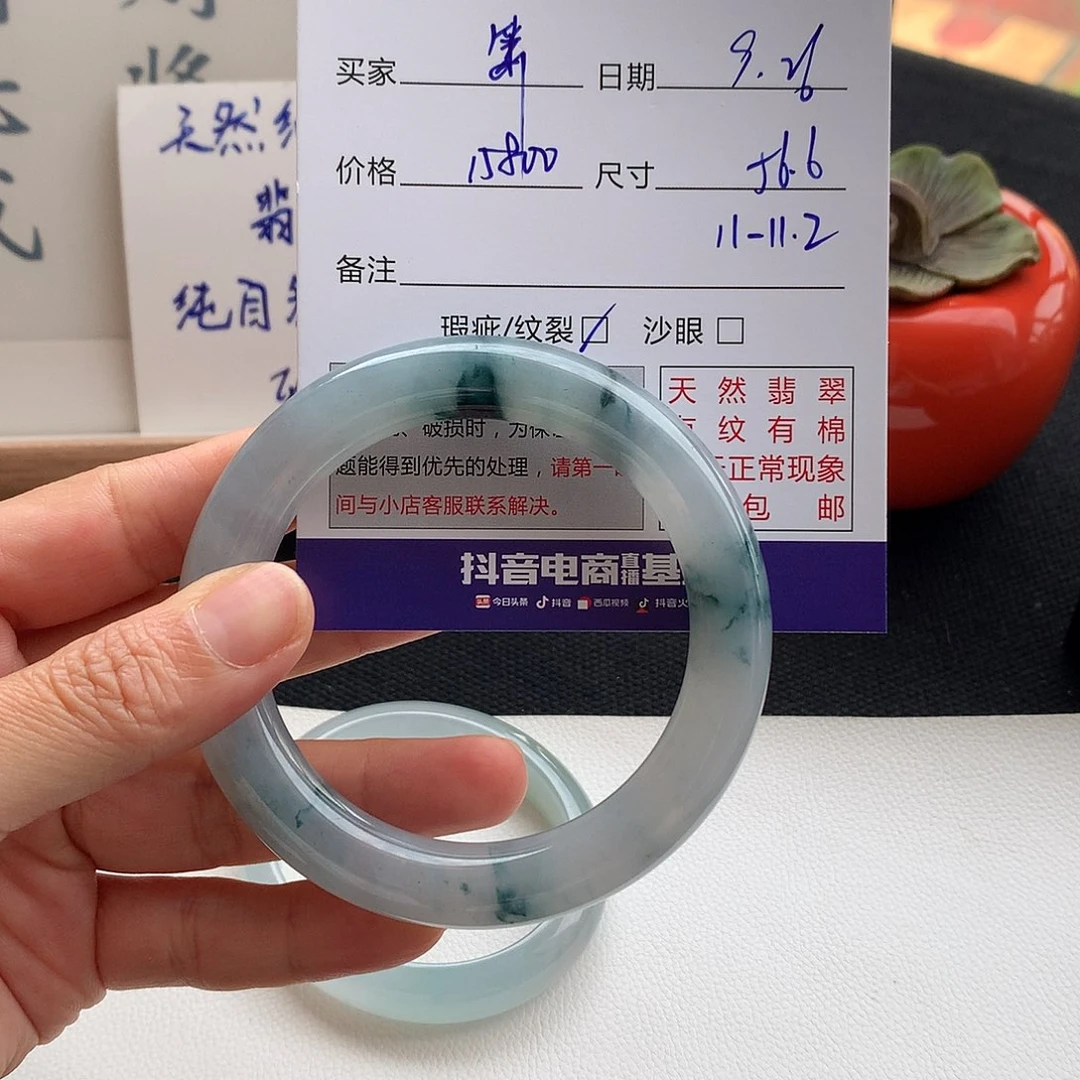 将
天然
翡
纯
买家 日期 9.26
价格 15800 尺寸 56.6
11-11.2
备注
瑕疵/纹裂 沙眼
天然翡翠
纹有棉
正常现象
包邮
破损时，为保
题能得到优先的处理，请第一
间与小店客服联系解决。
抖音电商直播基
今日头条 抖音 西瓜视频 抖音火